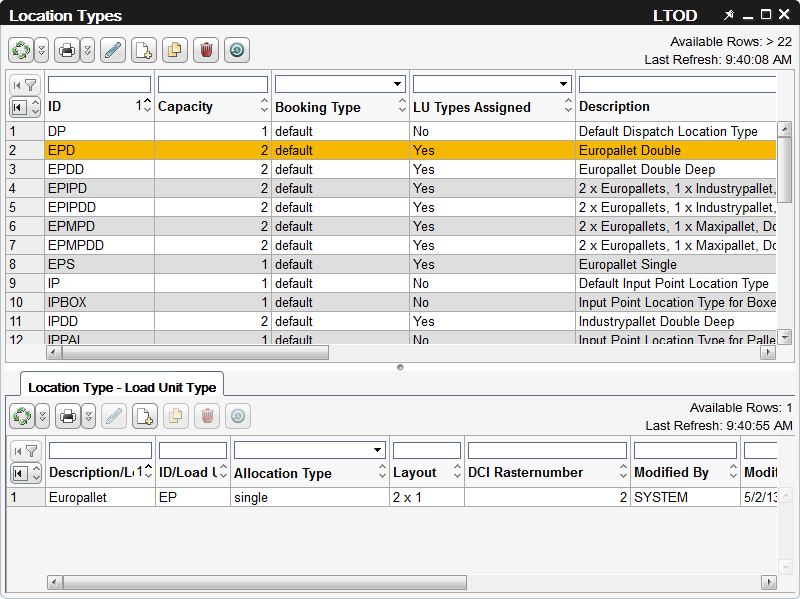 Location Types LTOD
Available Rows: > 22
Last Refresh: 9:40:08 AM
ID 1 Capacity Booking Type LU Types Assigned Description
1 DP 1 default No Default Dispatch Location Type
2 EPD 2 default Yes Europallet Double
3 EPDD 2 default Yes Europallet Double Deep
4 EPIPD 2 default Yes 2 x Europallets, 1 x Industrypallet,
5 EPIPDD 2 default Yes 2 x Europallets, 1 x Industrypallet,
6 EPMPD 2 default Yes 2 x Europallets, 1 x Maxipallet, Do
7 EPMPDD 2 default Yes 2 x Europallets, 1 x Maxipallet, Do
8 EPS 1 default Yes Europallet Single
9 IP 1 default No Default Input Point Location Type
10 IPBOX 1 default No Input Point Location Type for Boxe
11 IPDD 2 default Yes Industrypallet Double Deep
12 IPPAL 1 default No Input Point Location Type for Palle
Location Type - Load Unit Type
Available Rows: 1
Last Refresh: 9:40:55 AM
Description/Lo 1 ID/Load U Allocation Type Layout DCI Rasternumber Modified By Modif
1 Europallet EP single 2 x 1 2 SYSTEM 5/2/13